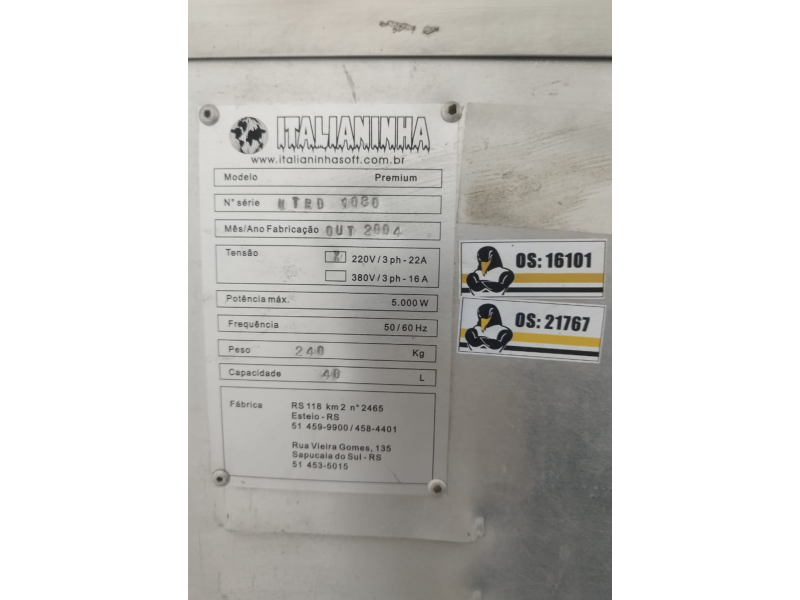 ITALIANINHA
www.italianinhasoft.com.br
Modelo Premium
N° série NTRD 1080
Mês/Ano Fabricação OUT 2004
Tensão X 220V/3 ph - 22A
380V/3 ph - 16 A
Potência máx. 5.000 W
Frequência 50/60 Hz
Peso 240 Kg
Capacidade 40 L
Fábrica RS 118 km 2 n° 2465
Esteio - RS
51 459-9900 / 458-4401
Rua Vieira Gomes, 135
Sapucaia do Sul - RS
51 453-5015
OS: 16101
OS: 21767